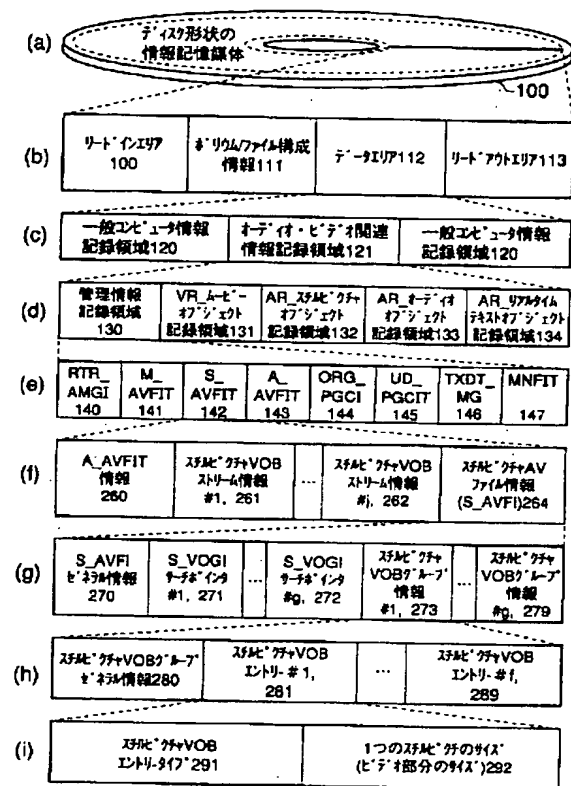 (a)
ディスク形状の
情報記憶媒体
100
(b)
リードインエリア
100
ボリウム/ファイル構成
情報111
データエリア112
リードアウトエリア113
(c)
一般コンピュータ情報
記録領域120
オーディオ・ビデオ関連
情報記録領域121
一般コンピュータ情報
記録領域120
(d)
管理情報
記録領域
130
VR_ムービー
オブジェクト
記録領域131
AR_スチルピクチャ
オブジェクト
記録領域132
AR_オーディオ
オブジェクト
記録領域133
AR_リアルタイム
テキストオブジェクト
記録領域134
(e)
RTR_
AMGI
140
M_
AVFIT
141
S_
AVFIT
142
A_
AVFIT
143
ORG_
PGCI
144
UD_
PGCIT
145
TXDT_
MG
146
MNFIT
147
(f)
A_AVFIT
情報
260
スチルピクチャVOB
ストリーム情報
#1, 261
…
スチルピクチャVOB
ストリーム情報
#j, 262
スチルピクチャAV
ファイル情報
(S_AVFI)264
(g)
S_AVFI
ゼネラル情報
270
S_VOGI
サーチポインタ
#1, 271
…
S_VOGI
サーチポインタ
#g, 272
スチルピクチャ
VOBグループ
情報
#1, 273
…
スチルピクチャ
VOBグループ
情報
#g, 279
(h)
スチルピクチャVOBグループ
ゼネラル情報280
スチルピクチャVOB
エントリー#1,
281
…
スチルピクチャVOB
エントリー#f,
289
(i)
スチルピクチャVOB
エントリータイプ291
1つのスチルピクチのサイズ
(ビデオ部分のサイズ)292